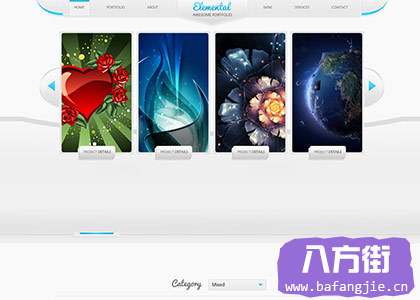 HOME PORTFOLIO ABOUT Elemental SKINS SERVICES CONTACT
AWESOME PORTFOLIO
PROJECT DETAILS PROJECT DETAILS PROJECT DETAILS PROJECT DETAILS
Category Mixed
八方街
www.bafangjie.cn